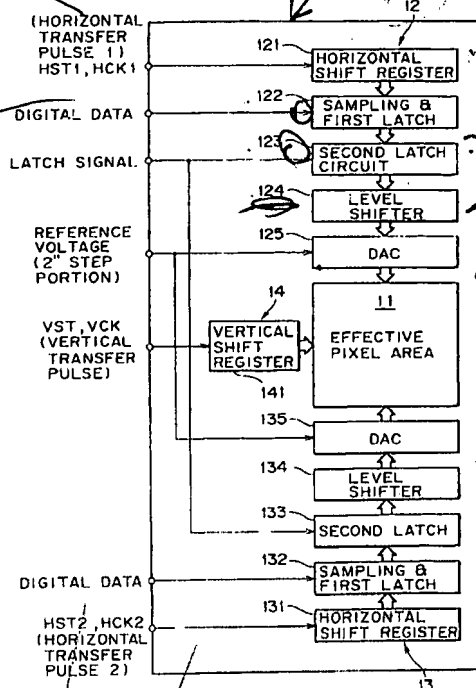 (HORIZONTAL
TRANSFER
PULSE 1)
HST1, HCK1
12
121
HORIZONTAL
SHIFT REGISTER
DIGITAL DATA
122
SAMPLING &
FIRST LATCH
LATCH SIGNAL
123
SECOND LATCH
CIRCUIT
124
LEVEL
SHIFTER
REFERENCE
VOLTAGE
(2" STEP
PORTION)
125
DAC
11
EFFECTIVE
PIXEL AREA
VST, VCK
(VERTICAL
TRANSFER
PULSE)
14
VERTICAL
SHIFT
REGISTER
141
135
DAC
134
LEVEL
SHIFTER
133
SECOND LATCH
DIGITAL DATA
132
SAMPLING &
FIRST LATCH
HST2, HCK2
(HORIZONTAL
TRANSFER
PULSE 2)
131
HORIZONTAL
SHIFT REGISTER
13